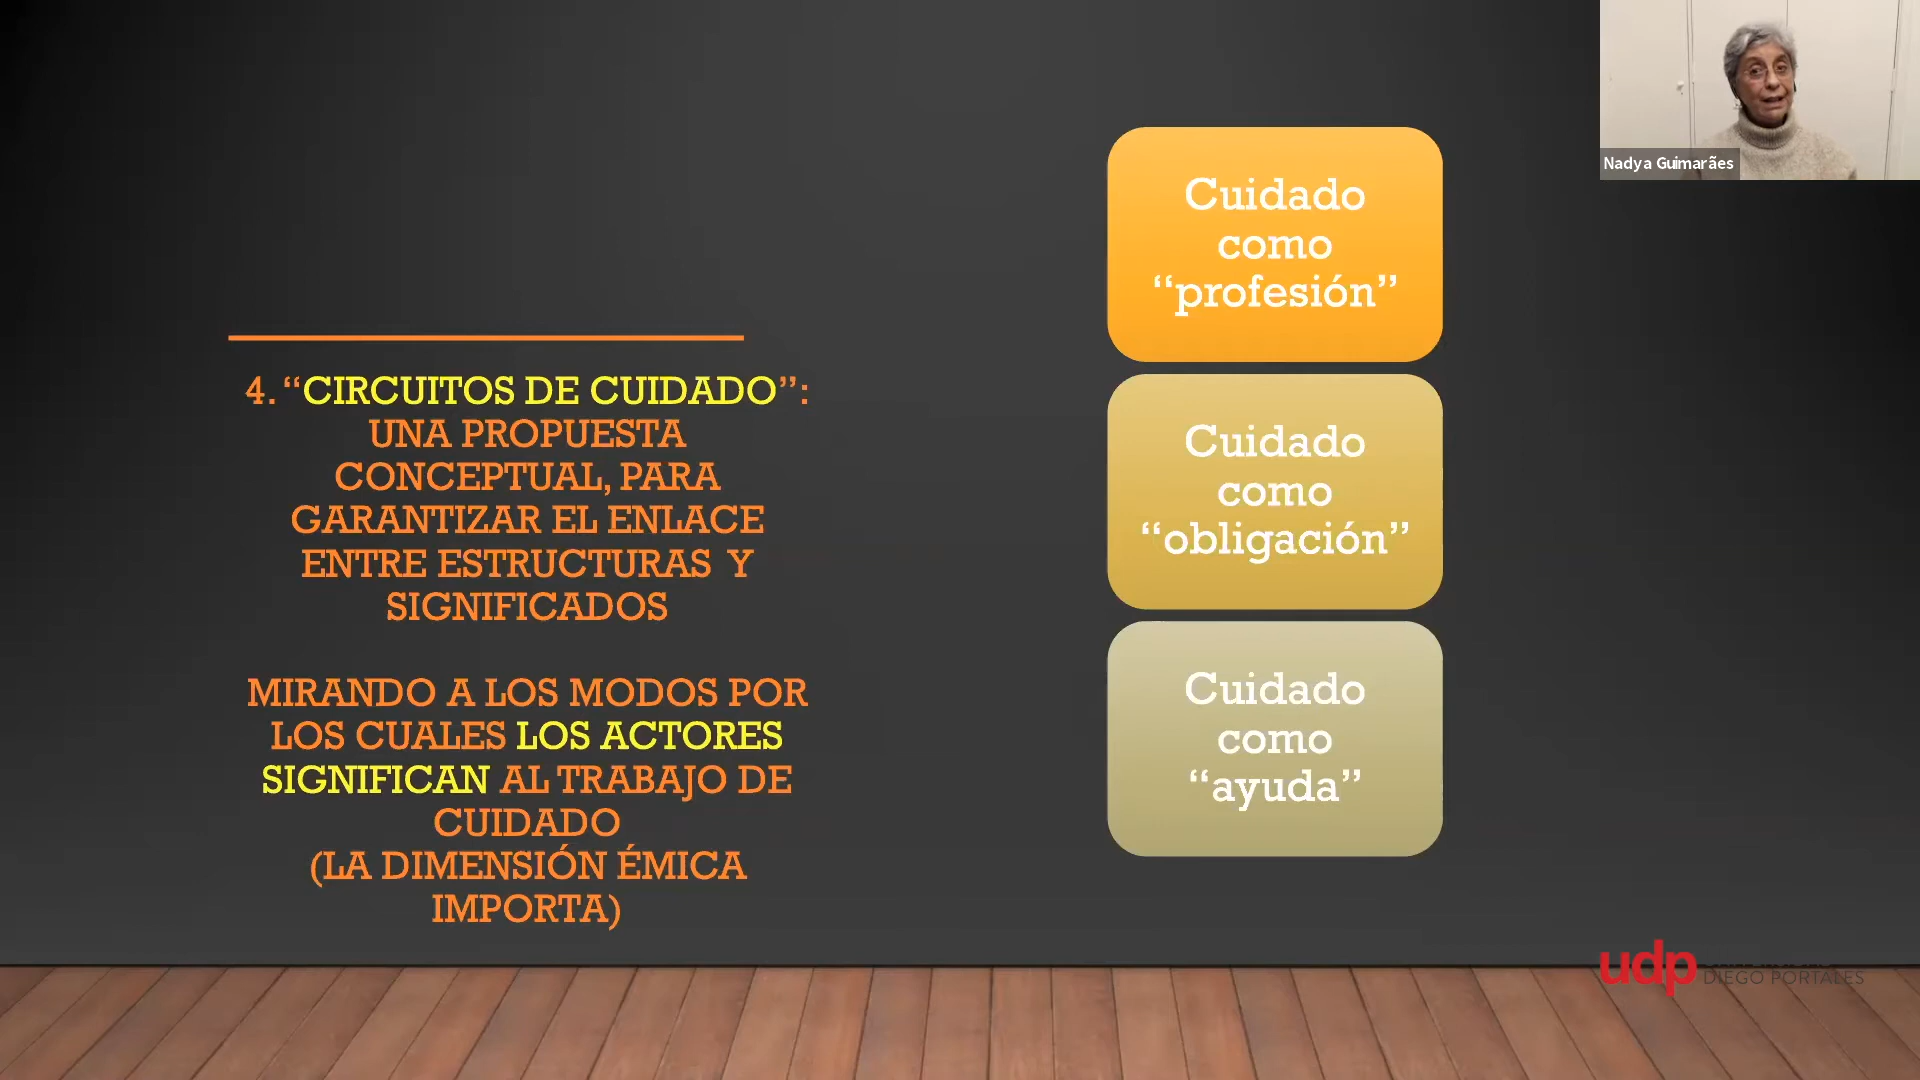 Nadya Guimarães
4. “CIRCUITOS DE CUIDADO”:
UNA PROPUESTA
CONCEPTUAL, PARA
GARANTIZAR EL ENLACE
ENTRE ESTRUCTURAS Y
SIGNIFICADOS
MIRANDO A LOS MODOS POR
LOS CUALES LOS ACTORES
SIGNIFICAN AL TRABAJO DE
CUIDADO
(LA DIMENSIÓN ÉMICA
IMPORTA)
Cuidado
como
“profesión”
Cuidado
como
“obligación”
Cuidado
como
“ayuda”
udp
DIEGO PORTALES